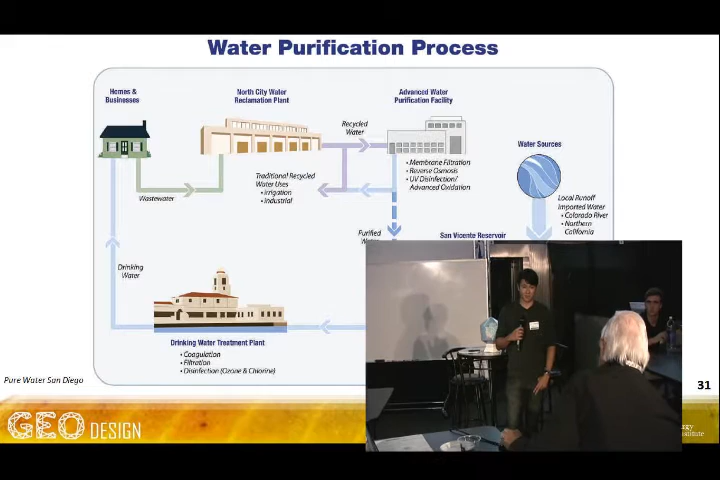 Water Purification Process
Homes &
Businesses
North City Water
Reclamation Plant
Advanced Water
Purification Facility
Recycled
Water
Water Sources
• Membrane Filtration
• Reverse Osmosis
• UV Disinfection/
Advanced Oxidation
Traditional Recycled
Water Uses
• Irrigation
• Industrial
Wastewater
Local Runoff
Imported Water
• Colorado River
• Northern
California
Purified
San Vicente Reservoir
Drinking
Water
Drinking Water Treatment Plant
• Coagulation
• Filtration
• Disinfection (Ozone & Chlorine)
Pure Water San Diego
31
GEO DESIGN